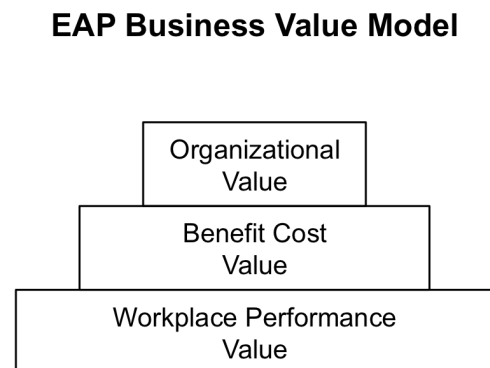 EAP Business Value Model
Organizational
Value
Benefit Cost
Value
Workplace Performance
Value